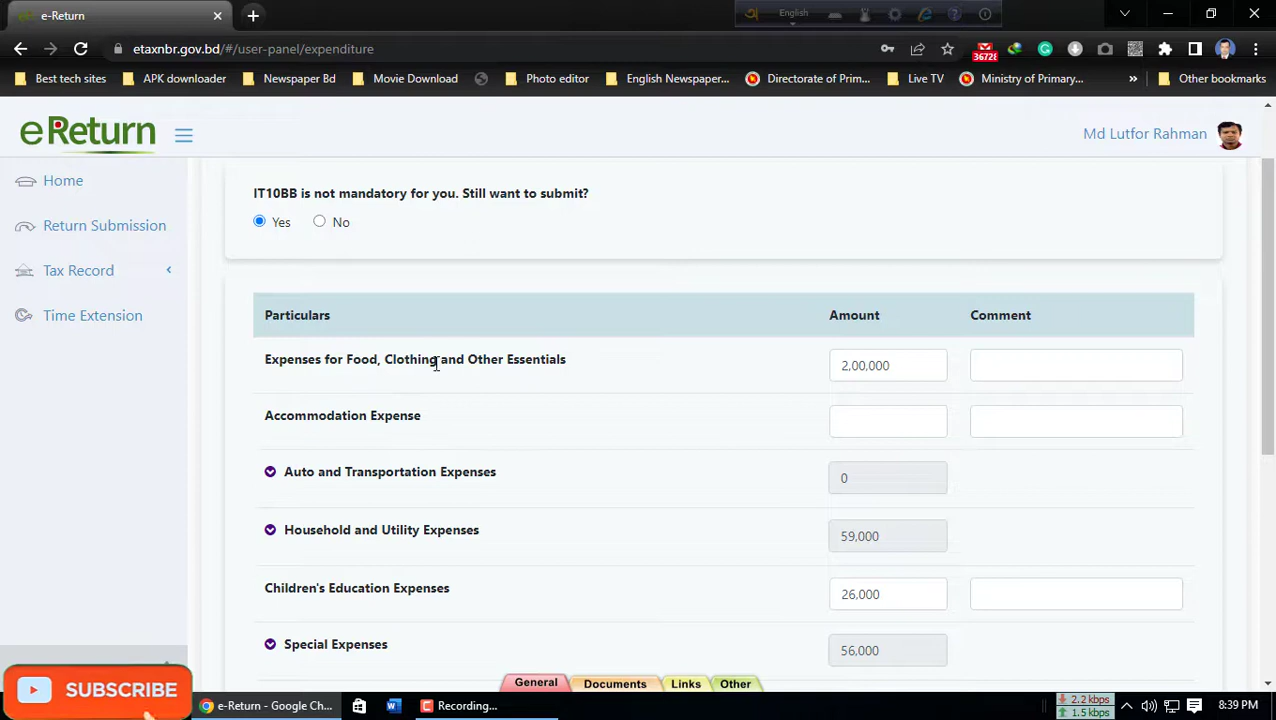 e-Return
English
etaxnbr.gov.bd/#/user-panel/expenditure
36728
Best tech sites
APK downloader
Newspaper Bd
Movie Download
Photo editor
English Newspaper...
Directorate of Prim...
Live TV
Ministry of Primary...
Other bookmarks
eReturn
Md Lutfor Rahman
Home
Return Submission
Tax Record
Time Extension
IT10BB is not mandatory for you. Still want to submit?
Yes No
Particulars Amount Comment
Expenses for Food, Clothing and Other Essentials 2,00,000
Accommodation Expense
Auto and Transportation Expenses 0
Household and Utility Expenses 59,000
Children's Education Expenses 26,000
Special Expenses 56,000
General Documents Links Other
SUBSCRIBE
e-Return - Google Ch...
Recording...
2.2 kbps
1.5 kbps
8:39 PM